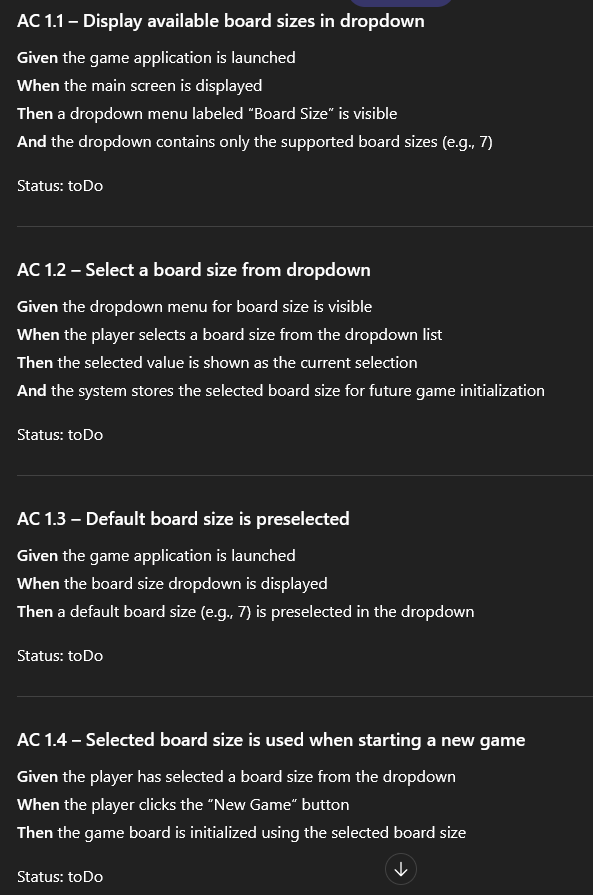 AC 1.1 – Display available board sizes in dropdown
Given the game application is launched
When the main screen is displayed
Then a dropdown menu labeled “Board Size” is visible
And the dropdown contains only the supported board sizes (e.g., 7)
Status: toDo
AC 1.2 – Select a board size from dropdown
Given the dropdown menu for board size is visible
When the player selects a board size from the dropdown list
Then the selected value is shown as the current selection
And the system stores the selected board size for future game initialization
Status: toDo
AC 1.3 – Default board size is preselected
Given the game application is launched
When the board size dropdown is displayed
Then a default board size (e.g., 7) is preselected in the dropdown
Status: toDo
AC 1.4 – Selected board size is used when starting a new game
Given the player has selected a board size from the dropdown
When the player clicks the “New Game” button
Then the game board is initialized using the selected board size
Status: toDo